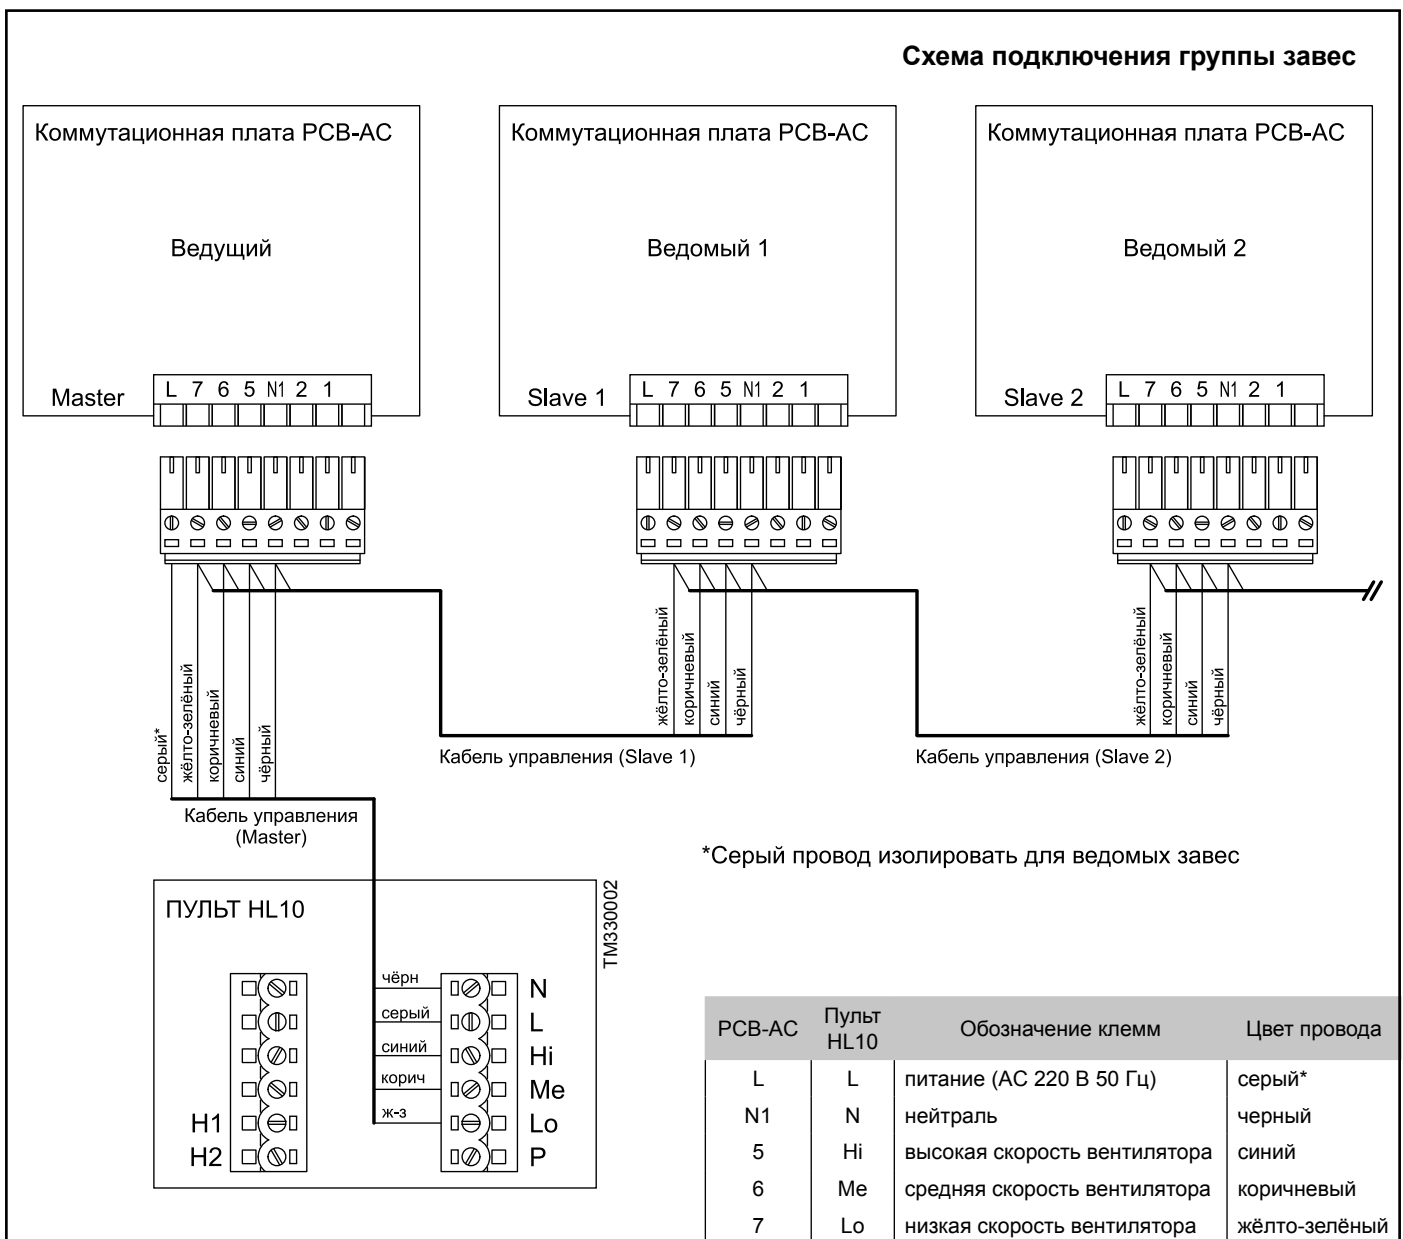 Схема подключения группы завес
Коммутационная плата PCB-AC
Ведущий
Master
L 7 6 5 N1 2 1
Коммутационная плата PCB-AC
Ведомый 1
Slave 1
L 7 6 5 N1 2 1
Коммутационная плата PCB-AC
Ведомый 2
Slave 2
L 7 6 5 N1 2 1
серый*
жёлто-зелёный
коричневый
синий
чёрный
Кабель управления
(Master)
жёлто-зелёный
коричневый
синий
чёрный
Кабель управления (Slave 1)
жёлто-зелёный
коричневый
синий
чёрный
Кабель управления (Slave 2)
*Серый провод изолировать для ведомых завес
ПУЛЬТ HL10
TM330002
H1
H2
чёрн N
серый L
синий Hi
корич Me
ж-з Lo
P
PCB-AC Пульт HL10 Обозначение клемм Цвет провода
L L питание (АС 220 В 50 Гц) серый*
N1 N нейтраль черный
5 Hi высокая скорость вентилятора синий
6 Me средняя скорость вентилятора коричневый
7 Lo низкая скорость вентилятора жёлто-зелёный